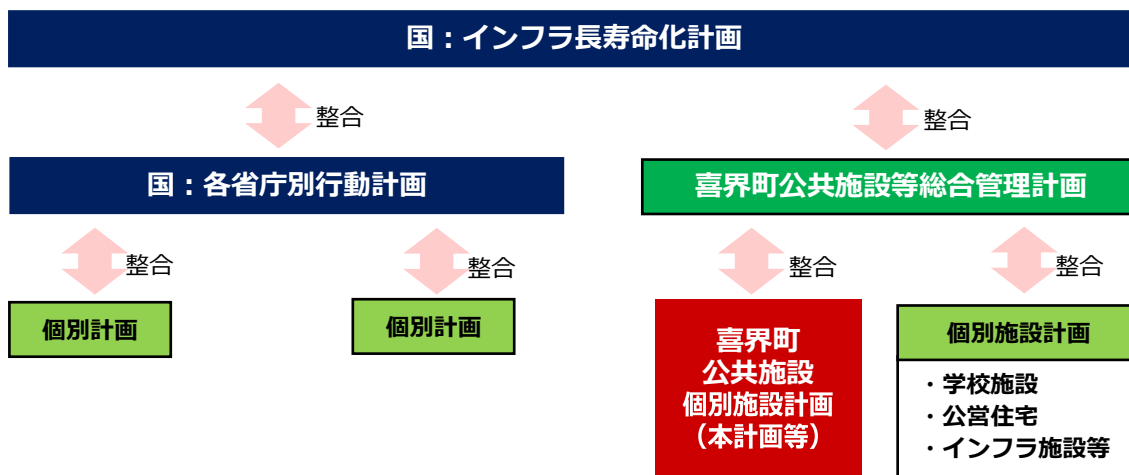 国：インフラ長寿命化計画
整合
整合
国：各省庁別行動計画
喜界町公共施設等総合管理計画
整合
整合
整合
整合
個別計画
個別計画
喜界町
公共施設
個別施設計画
（本計画等）
個別施設計画
・学校施設
・公営住宅
・インフラ施設等